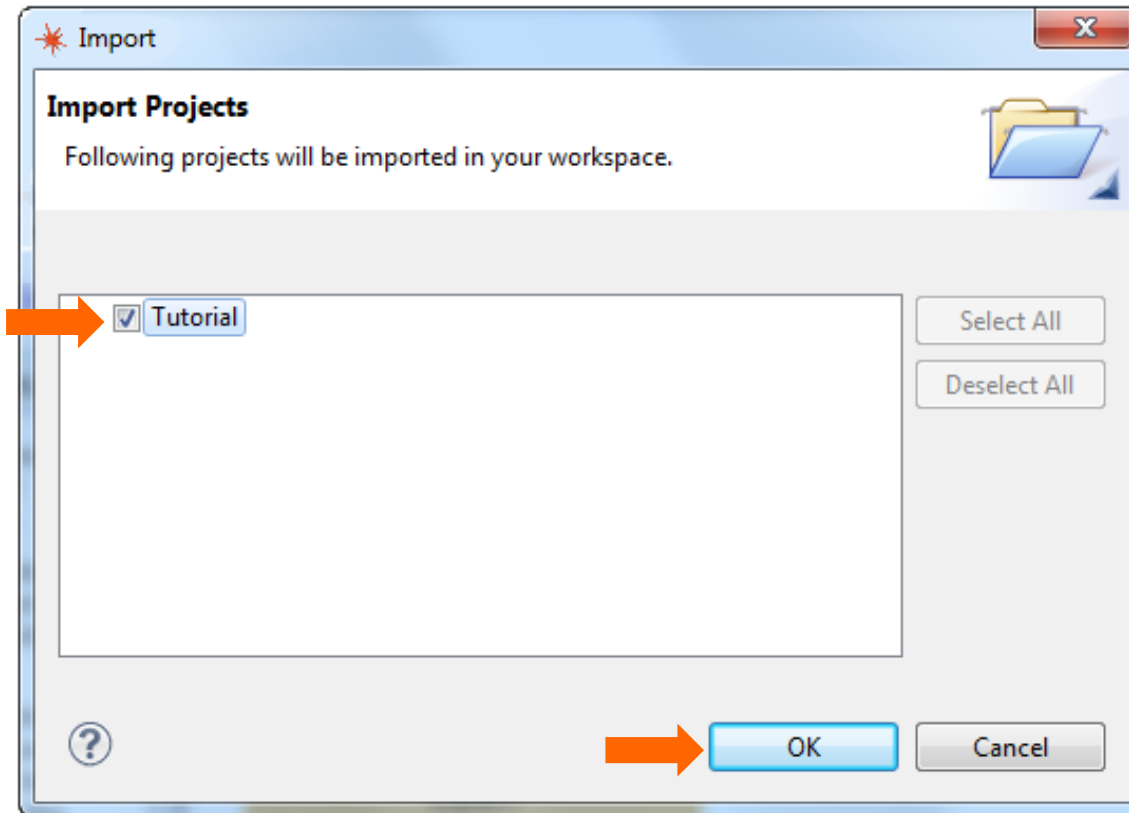 Import
Import Projects
Following projects will be imported in your workspace.
Tutorial
Select All
Deselect All
?
OK
Cancel